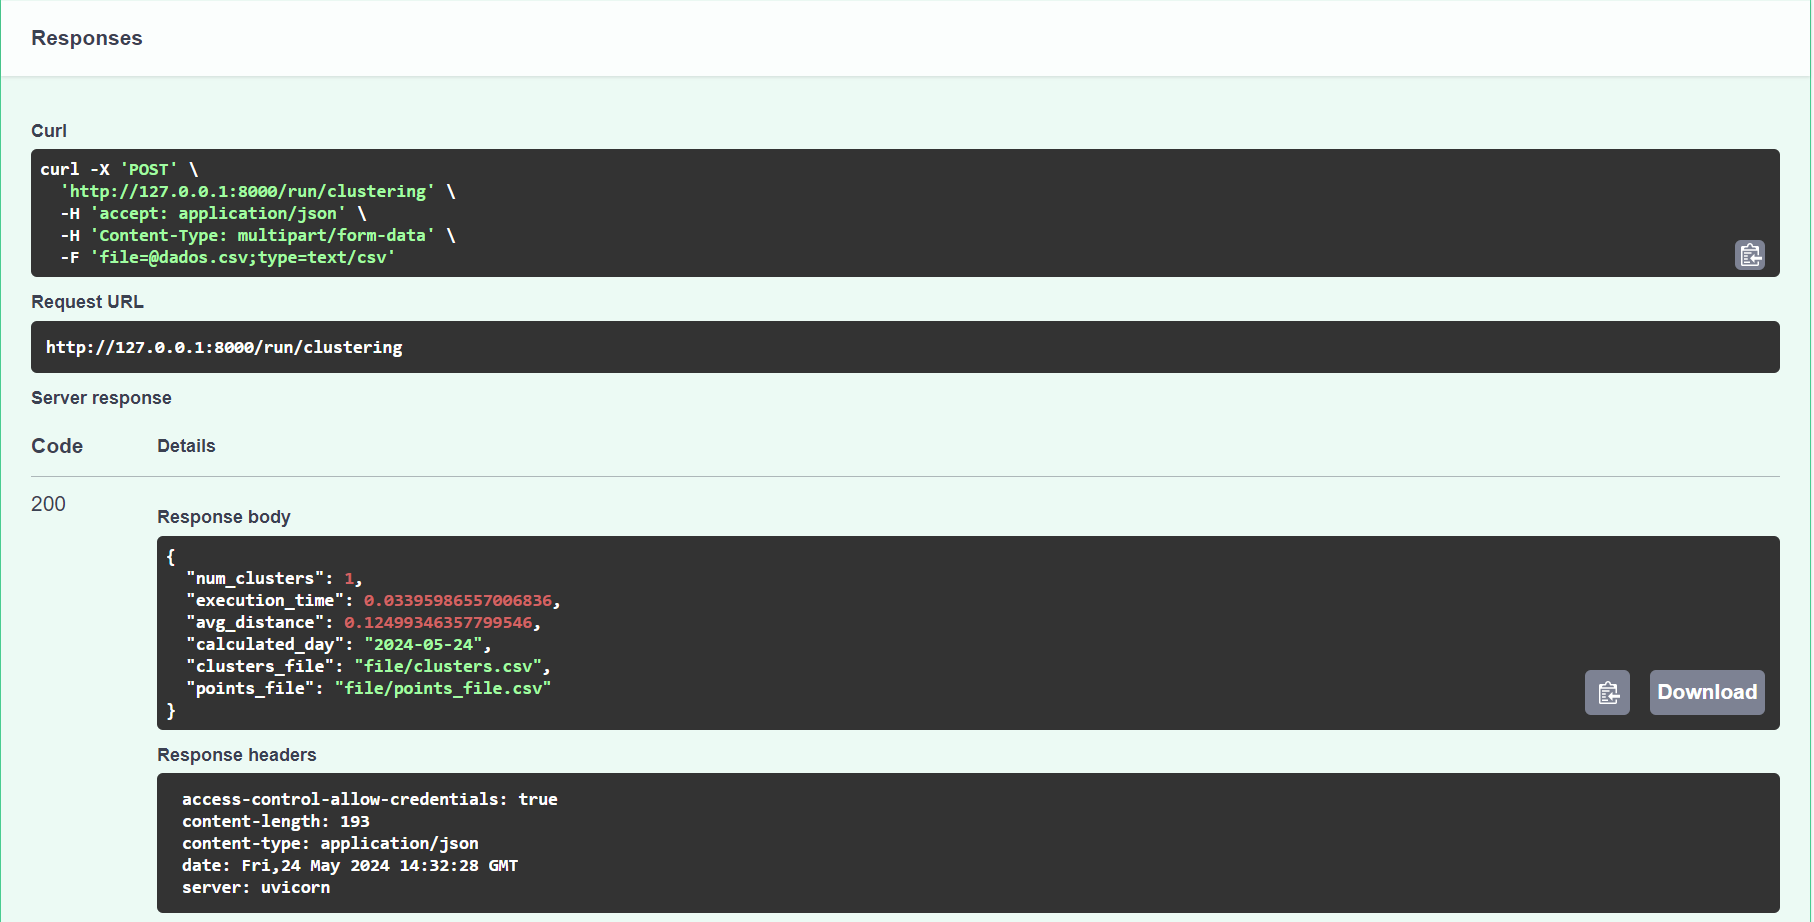 Responses
Curl
curl -X 'POST' \
  'http://127.0.0.1:8000/run/clustering' \
  -H 'accept: application/json' \
  -H 'Content-Type: multipart/form-data' \
  -F 'file=@dados.csv;type=text/csv'
Request URL
http://127.0.0.1:8000/run/clustering
Server response
Code Details
200
Response body
{
  "num_clusters": 1,
  "execution_time": 0.03395986557006836,
  "avg_distance": 0.12499346357799546,
  "calculated_day": "2024-05-24",
  "clusters_file": "file/clusters.csv",
  "points_file": "file/points_file.csv"
}
Download
Response headers
access-control-allow-credentials: true
content-length: 193
content-type: application/json
date: Fri,24 May 2024 14:32:28 GMT
server: uvicorn